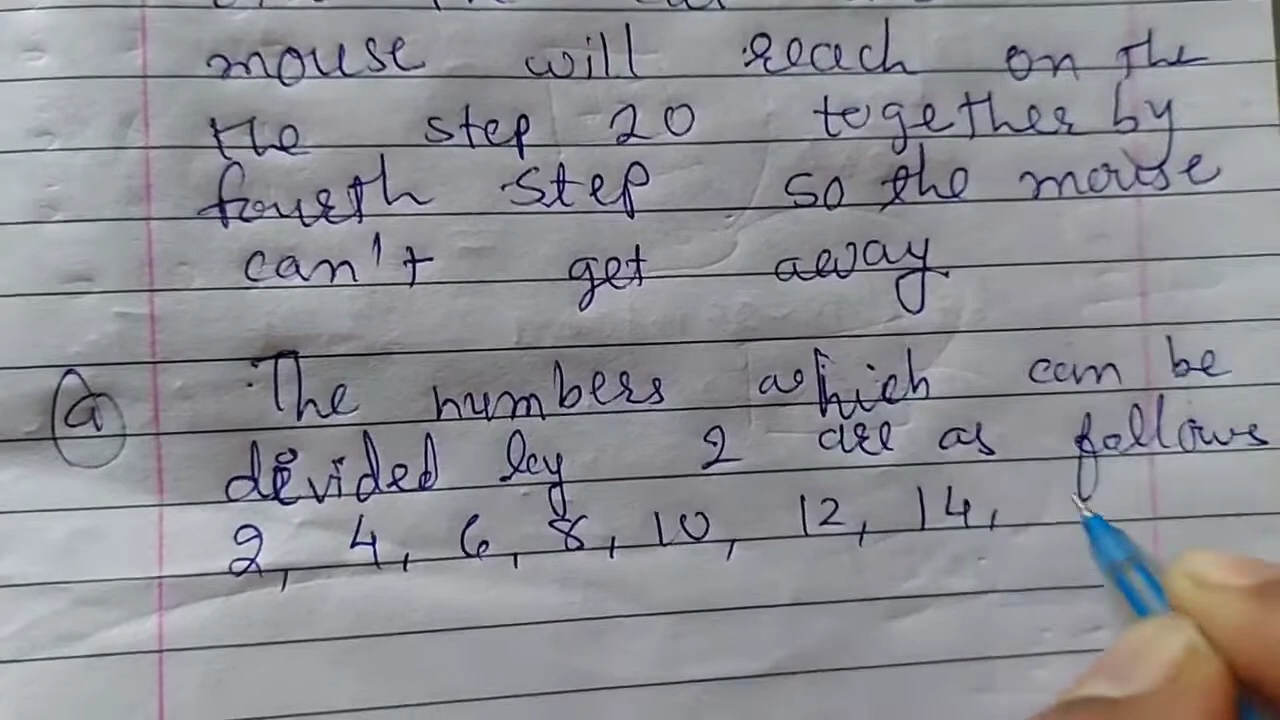 mouse will reach on the
the step 20 together by
fourth step so the mouse
can't get away
a The numbers which can be
devided by 2 are as follows
2, 4, 6, 8, 10, 12, 14,